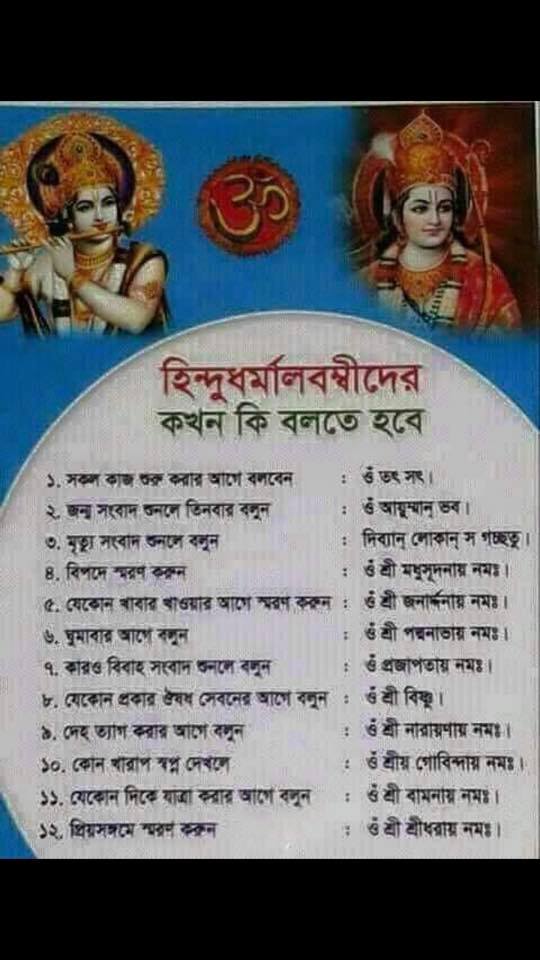 ॐ
হিন্দুধর্মালবম্বীদের
কখন কি বলতে হবে
১. সকল কাজ শুরু করার আগে বলবেন : ওঁ তৎ সৎ।
২. জন্ম সংবাদ শুনলে তিনবার বলুন : ওঁ আয়ুষ্মান্ ভব।
৩. মৃত্যু সংবাদ শুনলে বলুন : দিব্যান্ লোকান্ স গচ্ছতু।
৪. বিপদে স্মরণ করুন : ওঁ শ্রী মধুসূদনায় নমঃ।
৫. যেকোন খাবার খাওয়ার আগে স্মরণ করুন : ওঁ শ্রী জনার্দ্দনায় নমঃ।
৬. ঘুমাবার আগে বলুন : ওঁ শ্রী পদ্মনাভায় নমঃ।
৭. কারও বিবাহ সংবাদ শুনলে বলুন : ওঁ প্রজাপতায় নমঃ।
৮. যেকোন প্রকার ঔষধ সেবনের আগে বলুন : ওঁ শ্রী বিষ্ণু।
৯. দেহ ত্যাগ করার আগে বলুন : ওঁ শ্রী নারায়ণায় নমঃ।
১০. কোন খারাপ স্বপ্ন দেখলে : ওঁ শ্রীয় গোবিন্দায় নমঃ।
১১. যেকোন দিকে যাত্রা করার আগে বলুন : ওঁ শ্রী বামনায় নমঃ।
১২. প্রিয়সঙ্গমে স্মরণ করুন : ওঁ শ্রী শ্রীধরায় নমঃ।